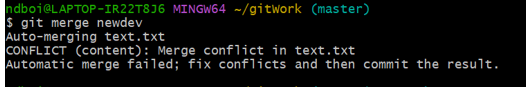 ndboi@LAPTOP-IR22T8J6 MINGW64 ~/gitWork (master)
$ git merge newdev
Auto-merging text.txt
CONFLICT (content): Merge conflict in text.txt
Automatic merge failed; fix conflicts and then commit the result.